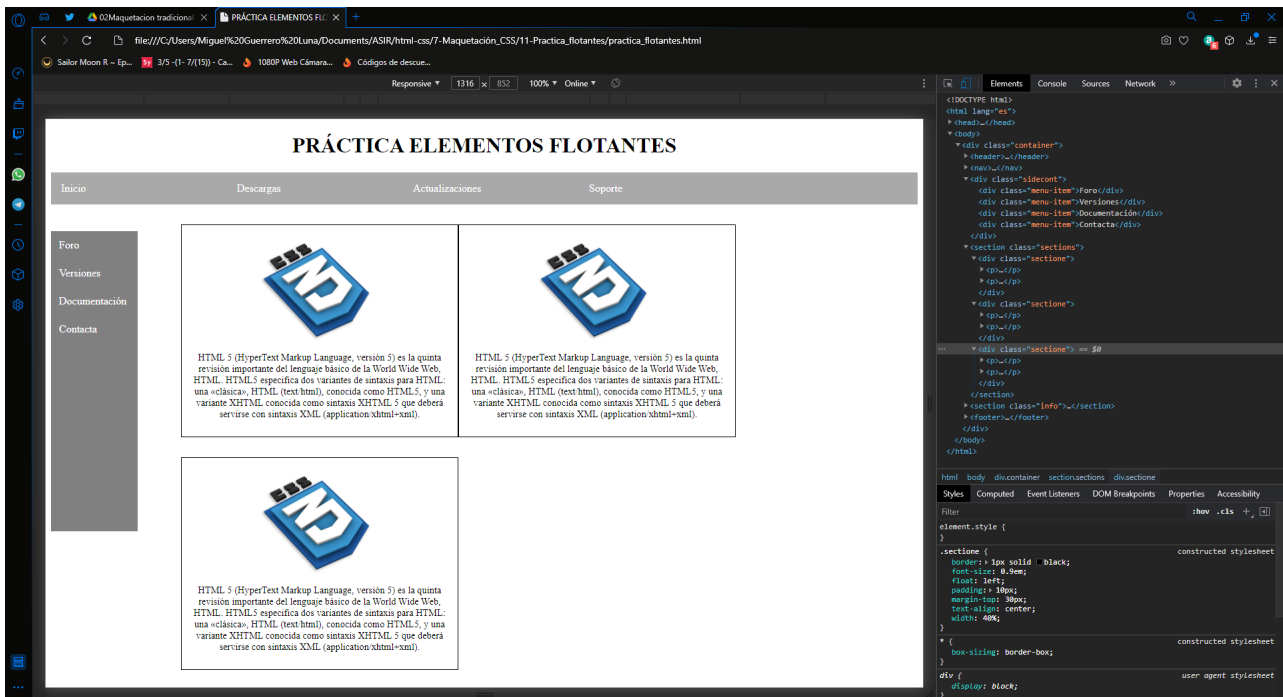 02Maquetacion tradicional
PRÁCTICA ELEMENTOS FLO
file:///C:/Users/Miguel%20Guerrero%20Luna/Documents/ASIR/html-css/7-Maquetación_CSS/11-Practica_flotantes/practica_flotantes.html
Sailor Moon R ~ Ep...
Sy
3/5 -(1- 7/(15)) - Ca...
1080P Web Cámara...
Códigos de descue...
Responsive ▼ 1316 x 852 100% ▼ Online ▼
PRÁCTICA ELEMENTOS FLOTANTES
Inicio Descargas Actualizaciones Soporte
Foro
Versiones
Documentación
Contacta
CSS
HTML 5 (HyperText Markup Language, versión 5) es la quinta
revisión importante del lenguaje básico de la World Wide Web,
HTML. HTML5 especifica dos variantes de sintaxis para HTML:
una «clásica», HTML (text/html), conocida como HTML5, y una
variante XHTML conocida como sintaxis XHTML 5 que deberá
servirse con sintaxis XML (application/xhtml+xml).
CSS
HTML 5 (HyperText Markup Language, versión 5) es la quinta
revisión importante del lenguaje básico de la World Wide Web,
HTML. HTML5 especifica dos variantes de sintaxis para HTML:
una «clásica», HTML (text/html), conocida como HTML5, y una
variante XHTML conocida como sintaxis XHTML 5 que deberá
servirse con sintaxis XML (application/xhtml+xml).
CSS
HTML 5 (HyperText Markup Language, versión 5) es la quinta
revisión importante del lenguaje básico de la World Wide Web,
HTML. HTML5 especifica dos variantes de sintaxis para HTML:
una «clásica», HTML (text/html), conocida como HTML5, y una
variante XHTML conocida como sintaxis XHTML 5 que deberá
servirse con sintaxis XML (application/xhtml+xml).
Elements Console Sources Network »
<!DOCTYPE html>
<html lang="es">
▶<head>…</head>
▼<body>
▼<div class="container">
▶<header>…</header>
▶<nav>…</nav>
▼<div class="sidecont">
<div class="menu-item">Foro</div>
<div class="menu-item">Versiones</div>
<div class="menu-item">Documentación</div>
<div class="menu-item">Contacta</div>
</div>
▼<section class="sections">
▼<div class="sectione">
▶<p>…</p>
▶<p>…</p>
</div>
▼<div class="sectione">
▶<p>…</p>
▶<p>…</p>
</div>
▼<div class="sectione"> == $0
▶<p>…</p>
▶<p>…</p>
</div>
</section>
▶<section class="info">…</section>
▶<footer>…</footer>
</div>
</body>
</html>
html body div.container section.sections div.sectione
Styles Computed Event Listeners DOM Breakpoints Properties Accessibility
Filter :hov .cls +
element.style {
}
.sectione { constructed stylesheet
border:▶1px solid black;
font-size: 0.9em;
float: left;
padding:▶10px;
margin-top: 30px;
text-align: center;
width: 40%;
}
* { constructed stylesheet
box-sizing: border-box;
}
div { user agent stylesheet
display: block;
}